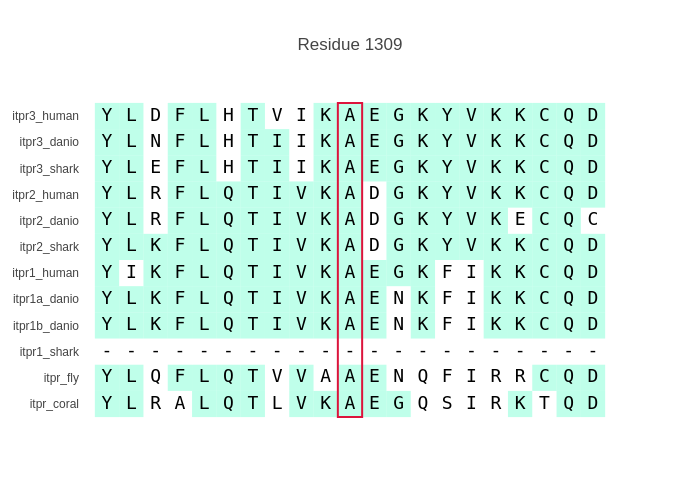 Residue 1309
itpr3_human Y L D F L H T V I K A E G K Y V K K C Q D
itpr3_danio Y L N F L H T I I K A E G K Y V K K C Q D
itpr3_shark Y L E F L H T I I K A E G K Y V K K C Q D
itpr2_human Y L R F L Q T I V K A D G K Y V K K C Q D
itpr2_danio Y L R F L Q T I V K A D G K Y V K E C Q C
itpr2_shark Y L K F L Q T I V K A D G K Y V K K C Q D
itpr1_human Y I K F L Q T I V K A E G K F I K K C Q D
itpr1a_danio Y L K F L Q T I V K A E N K F I K K C Q D
itpr1b_danio Y L K F L Q T I V K A E N K F I K K C Q D
itpr1_shark - - - - - - - - - - - - - - - - - - - - -
itpr_fly Y L Q F L Q T V V A A E N Q F I R R C Q D
itpr_coral Y L R A L Q T L V K A E G Q S I R K T Q D